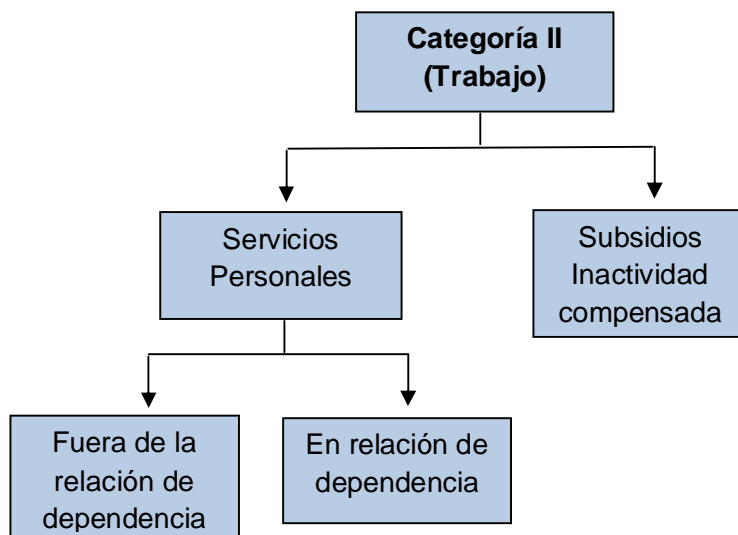 Categoría II
(Trabajo)
Servicios
Personales
Subsidios
Inactividad
compensada
Fuera de la
relación de
dependencia
En relación de
dependencia